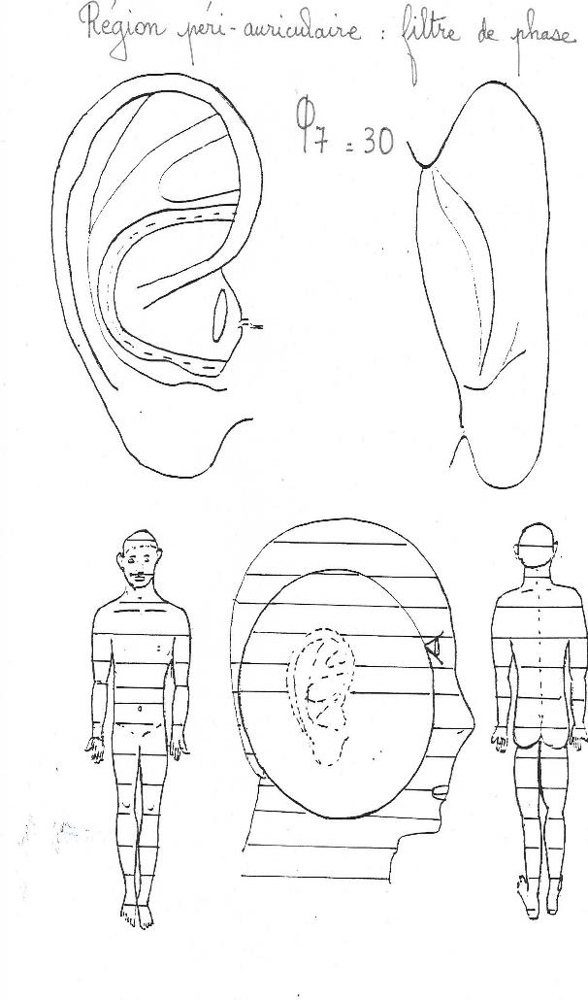 Région péri-auriculaire : filtre de phase
φ7 = 30